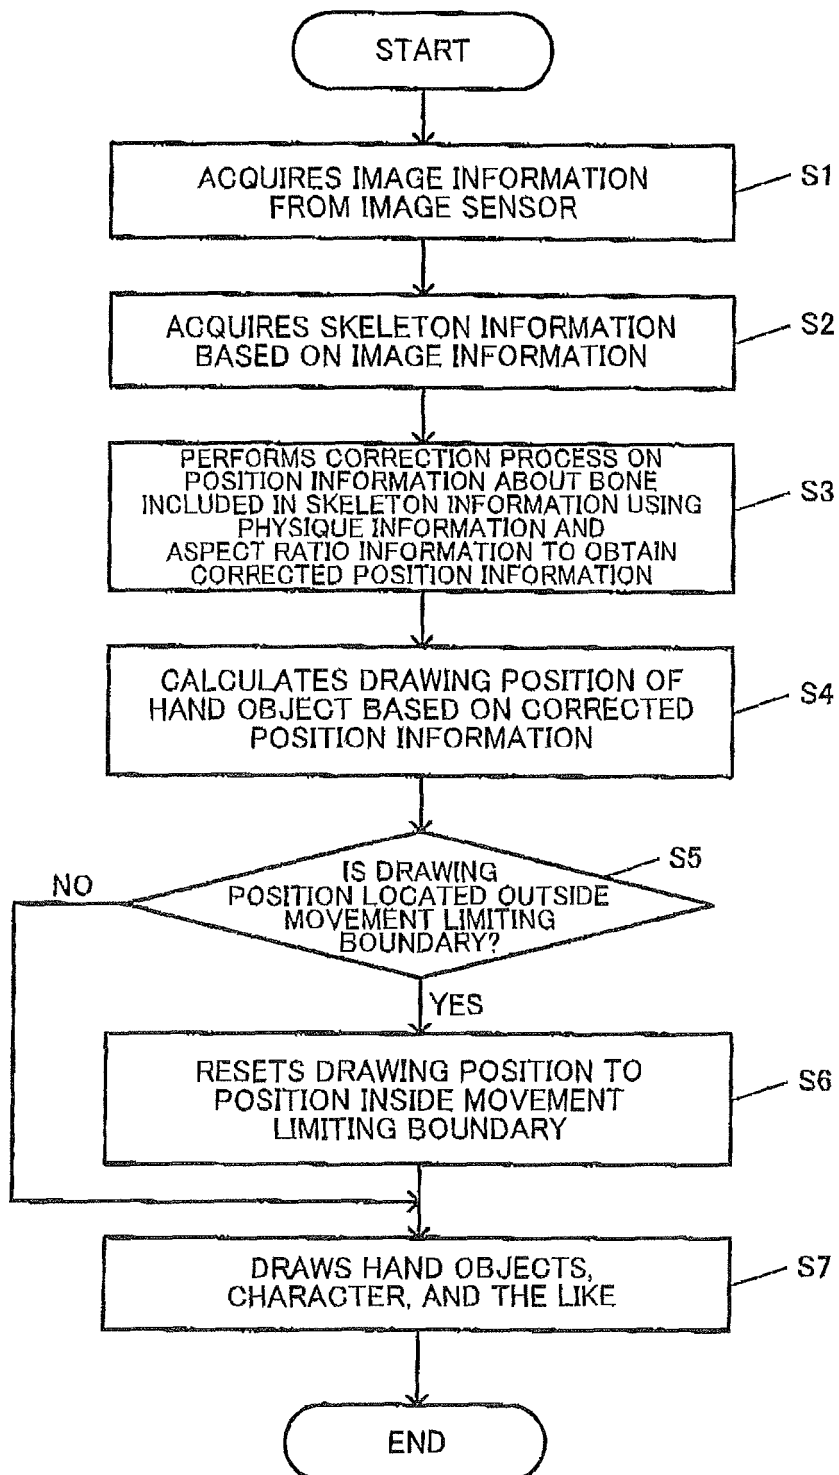 START
ACQUIRES IMAGE INFORMATION
FROM IMAGE SENSOR
S1
ACQUIRES SKELETON INFORMATION
BASED ON IMAGE INFORMATION
S2
PERFORMS CORRECTION PROCESS ON
POSITION INFORMATION ABOUT BONE
INCLUDED IN SKELETON INFORMATION USING
PHYSIQUE INFORMATION AND
ASPECT RATIO INFORMATION TO OBTAIN
CORRECTED POSITION INFORMATION
S3
CALCULATES DRAWING POSITION OF
HAND OBJECT BASED ON CORRECTED
POSITION INFORMATION
S4
IS DRAWING
POSITION LOCATED OUTSIDE
MOVEMENT LIMITING
BOUNDARY?
S5
NO
YES
RESETS DRAWING POSITION TO
POSITION INSIDE MOVEMENT
LIMITING BOUNDARY
S6
DRAWS HAND OBJECTS,
CHARACTER, AND THE LIKE
S7
END